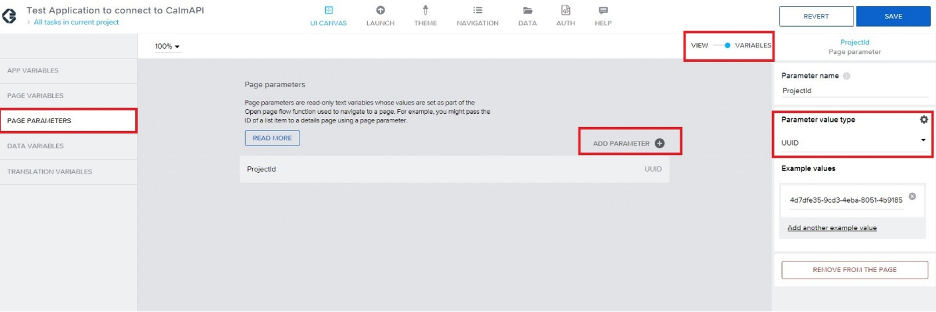 Test Application to connect to CalmAPI
> All tasks in current project
UI CANVAS
LAUNCH
THEME
NAVIGATION
DATA
AUTH
HELP
REVERT
SAVE
100%
VIEW
VARIABLES
ProjectId
Page parameter
APP VARIABLES
PAGE VARIABLES
PAGE PARAMETERS
DATA VARIABLES
TRANSLATION VARIABLES
Page parameters
Page parameters are read-only text variables whose values are set as part of the
Open page flow function used to navigate to a page. For example, you might pass the
ID of a list item to a details page using a page parameter.
READ MORE
ADD PARAMETER
ProjectId
UUID
Parameter name
ProjectId
Parameter value type
UUID
Example values
4d7dfe35-9cd3-4eba-8051-4b9185
Add another example value
REMOVE FROM THE PAGE